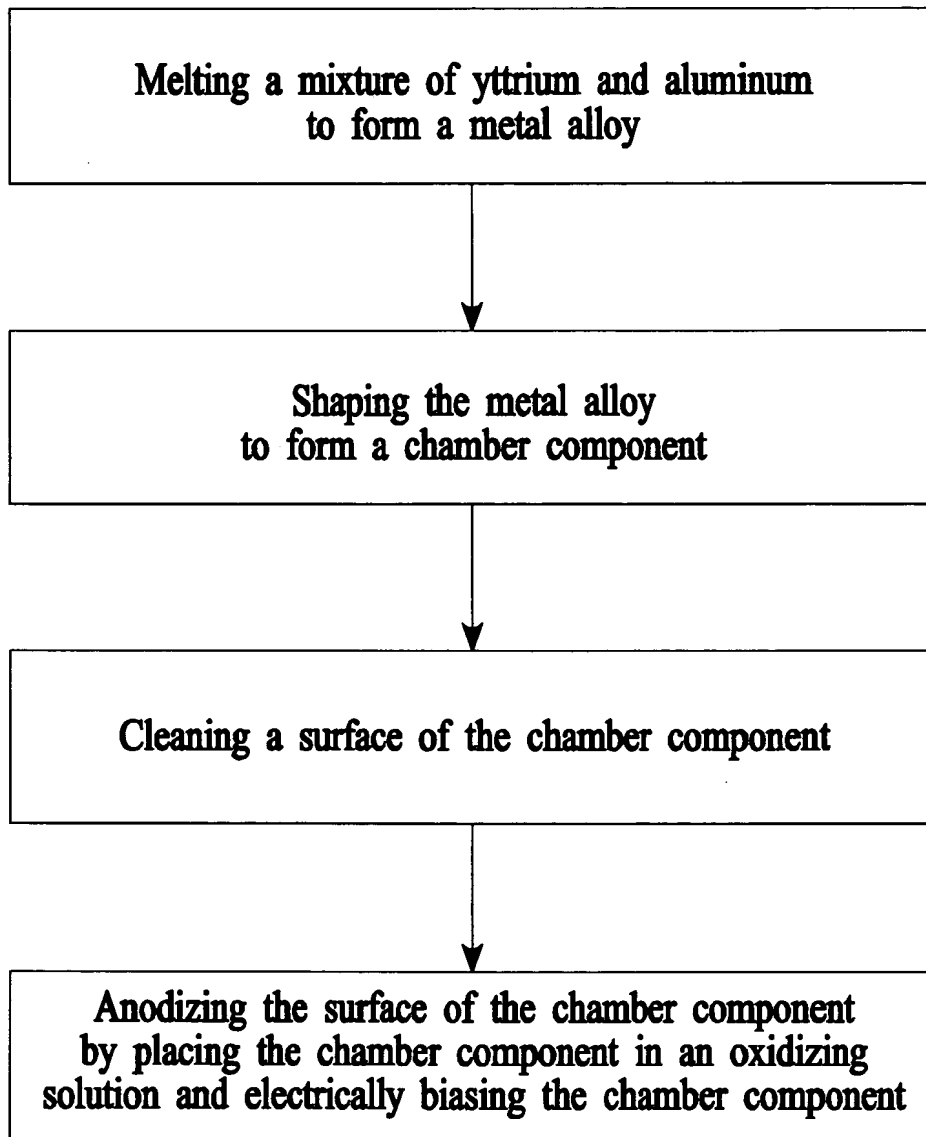 Melting a mixture of yttrium and aluminum
to form a metal alloy
Shaping the metal alloy
to form a chamber component
Cleaning a surface of the chamber component
Anodizing the surface of the chamber component
by placing the chamber component in an oxidizing
solution and electrically biasing the chamber component